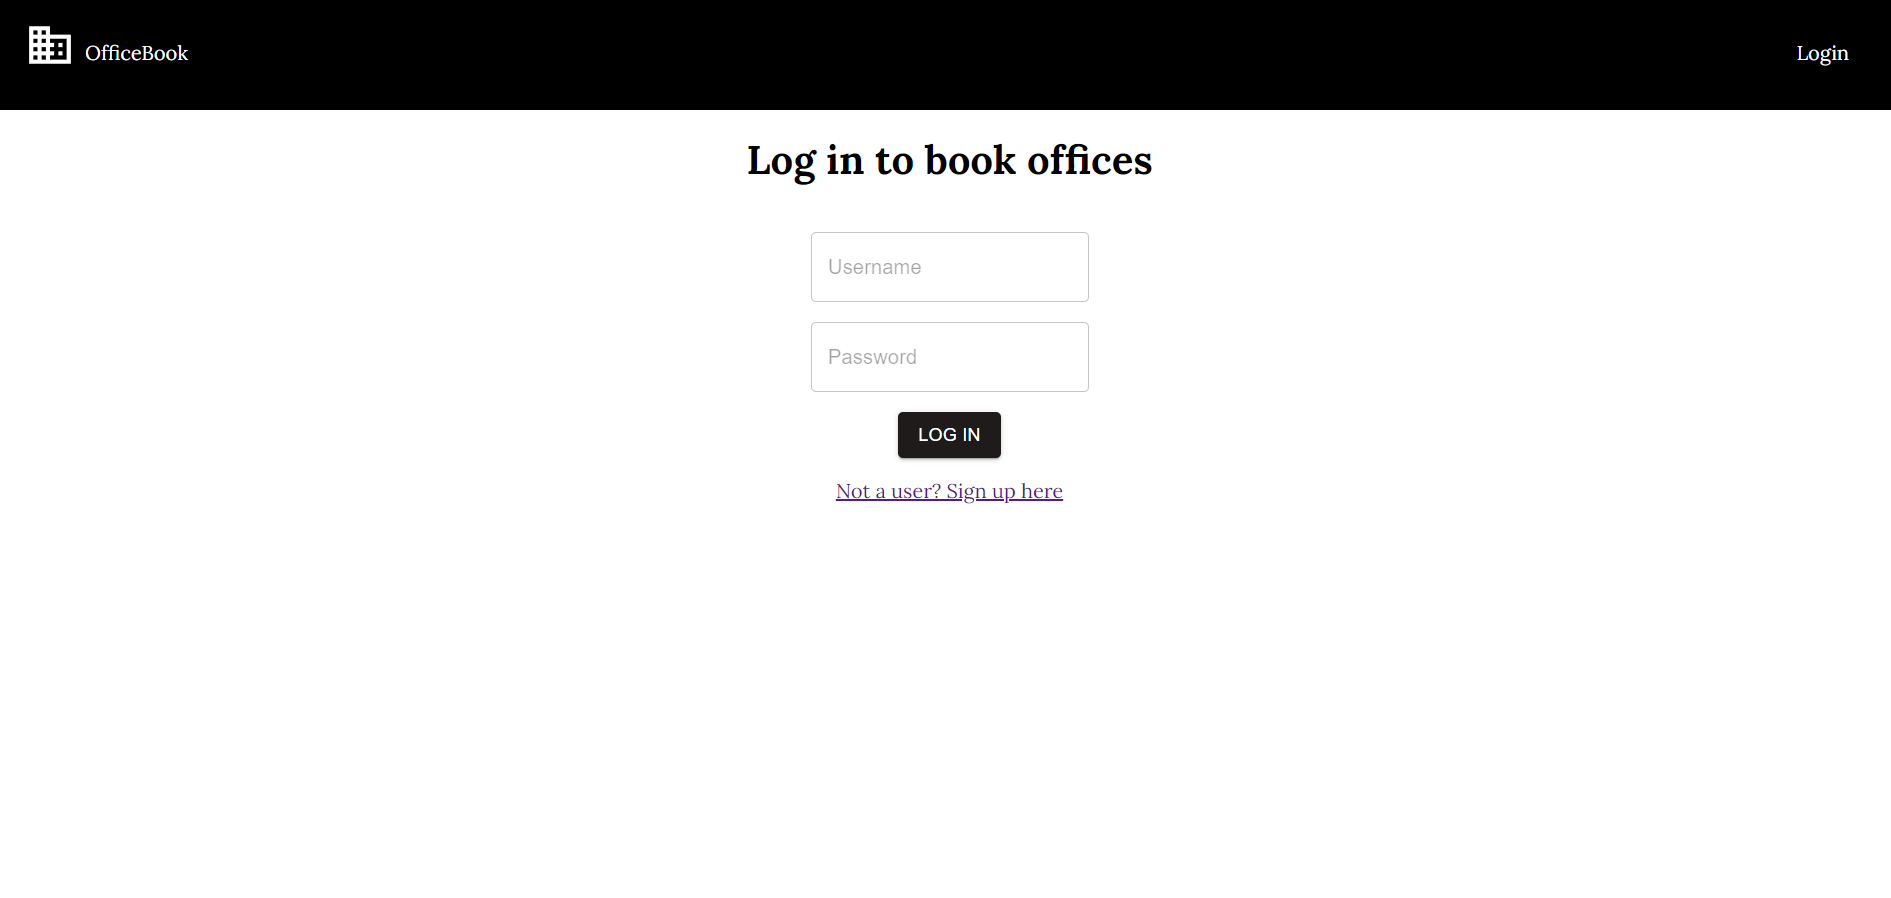 OfficeBook
Login
Log in to book offices
Username
Password
LOG IN
Not a user? Sign up here